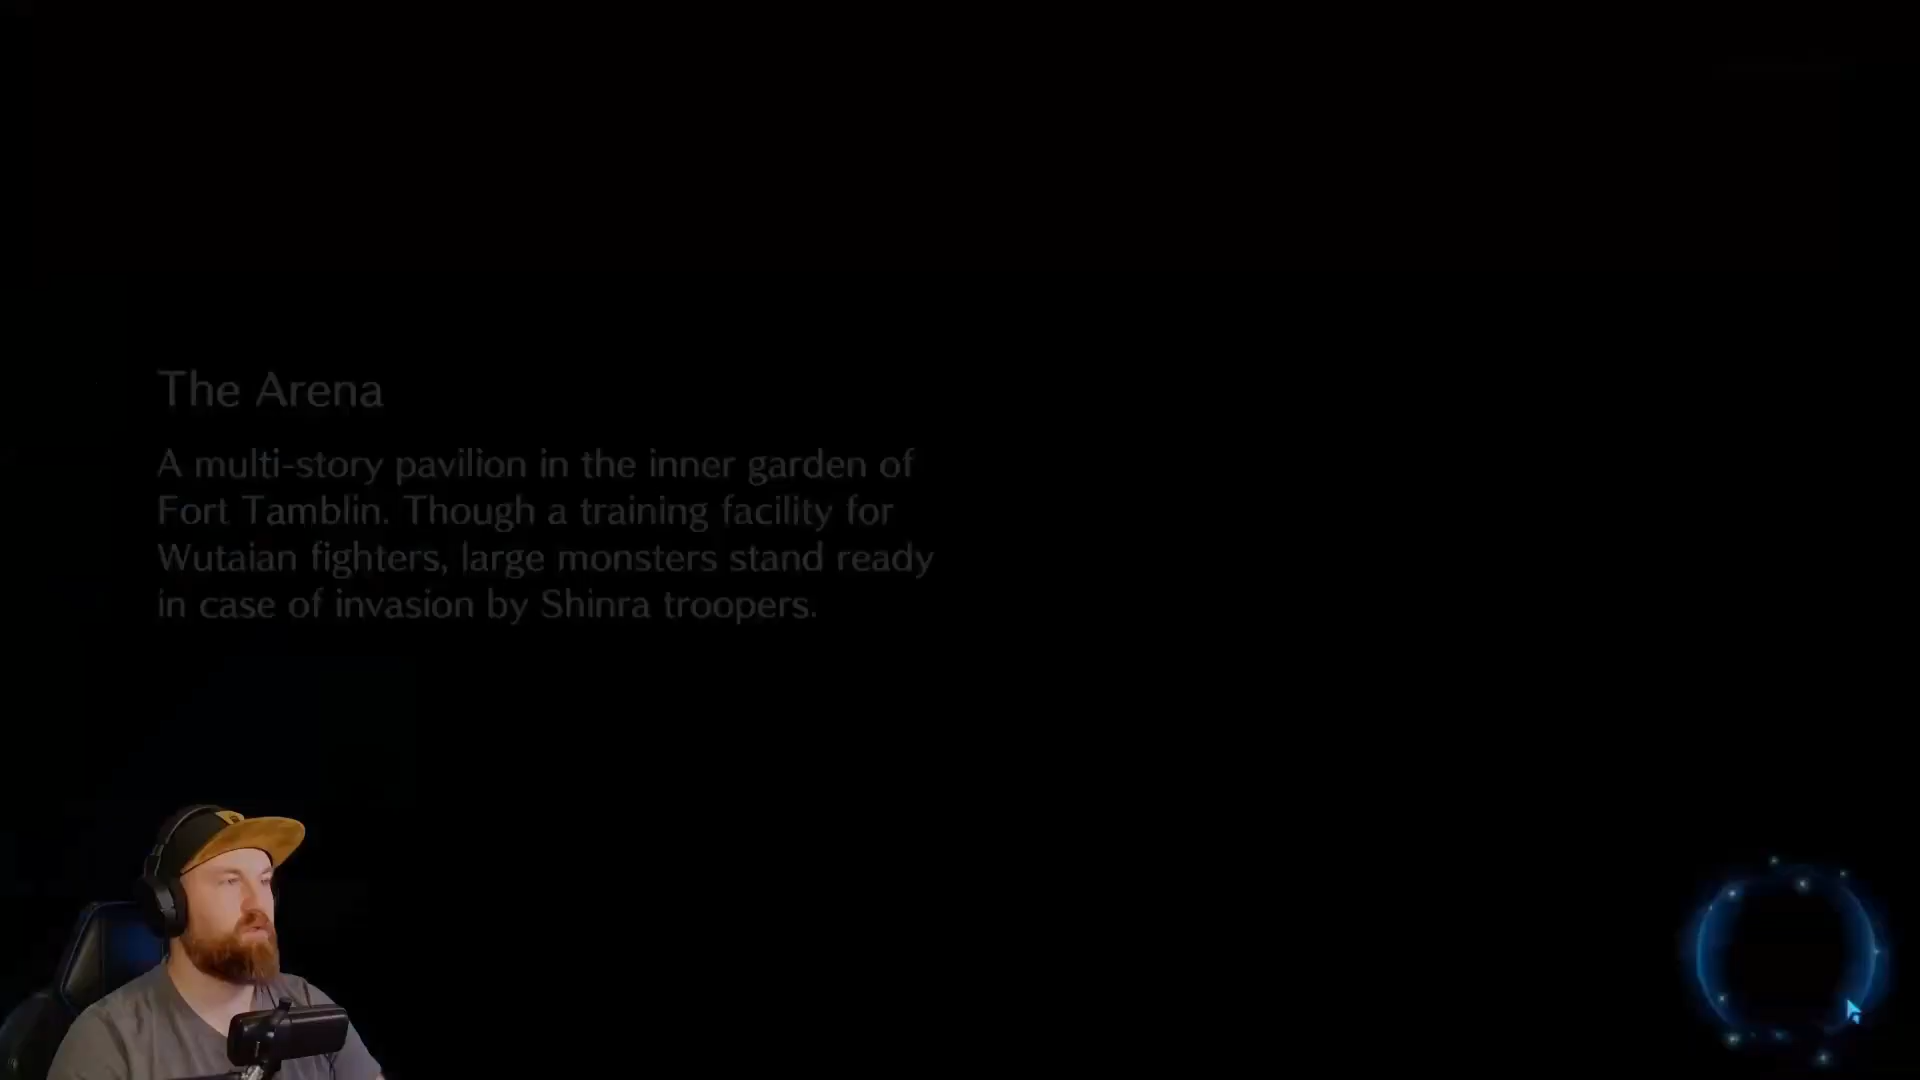 The Arena
A multi-story pavilion in the inner garden of
Fort Tamblin. Though a training facility for
Wutaian fighters, large monsters stand ready
in case of invasion by Shinra troopers.